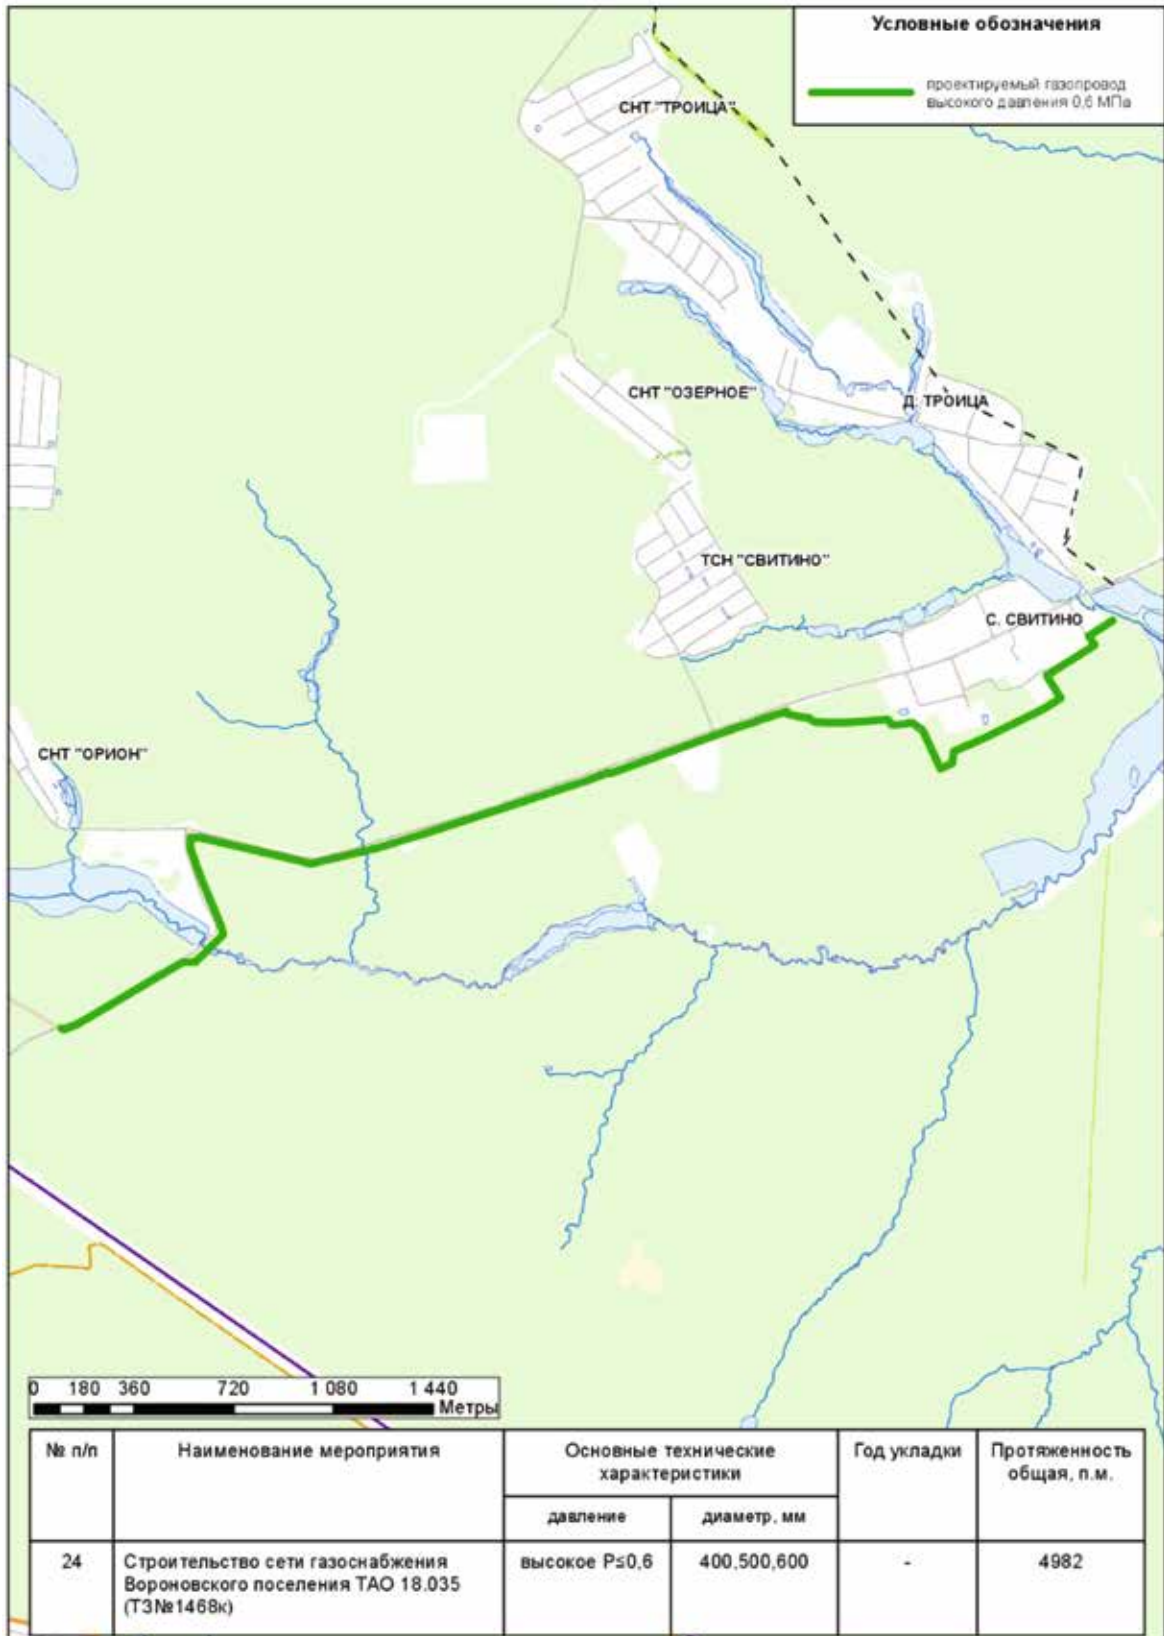 Условные обозначения
проектируемый газопровод
высокого давления 0,6 МПа
СНТ "ТРОИЦА"
СНТ "ОЗЕРНОЕ"
Д. ТРОИЦА
ТСН "СВИТИНО"
С. СВИТИНО
СНТ "ОРИОН"
0 180 360 720 1 080 1 440
Метры
№ п/п
Наименование мероприятия
Основные технические
характеристики
Год укладки
Протяженность
общая, п.м.
давление
диаметр, мм
24
Строительство сети газоснабжения
Вороновского поселения ТАО 18.035
(ТЗ№1468к)
высокое Р≤0,6
400,500,600
-
4982